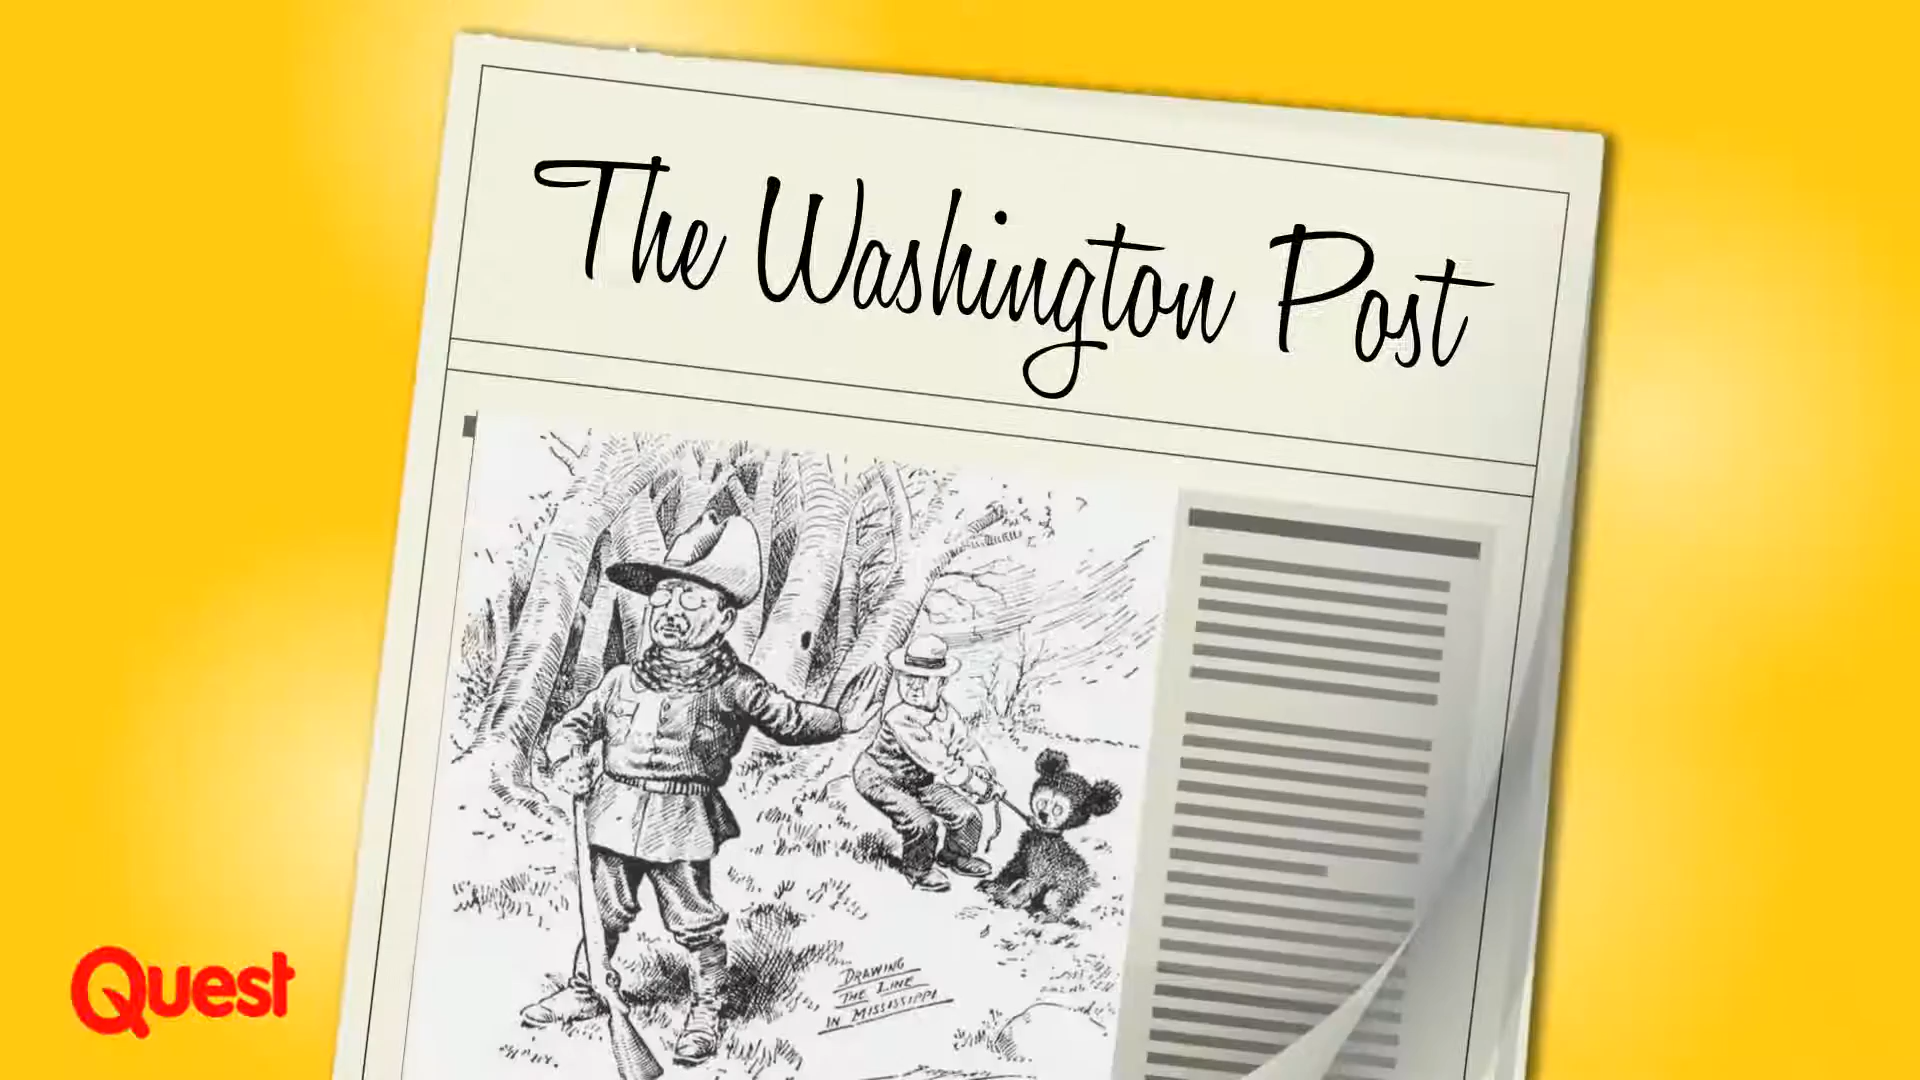 The Washington Post
DRAWING
THE LINE
IN MISSISSIPPI
Quest